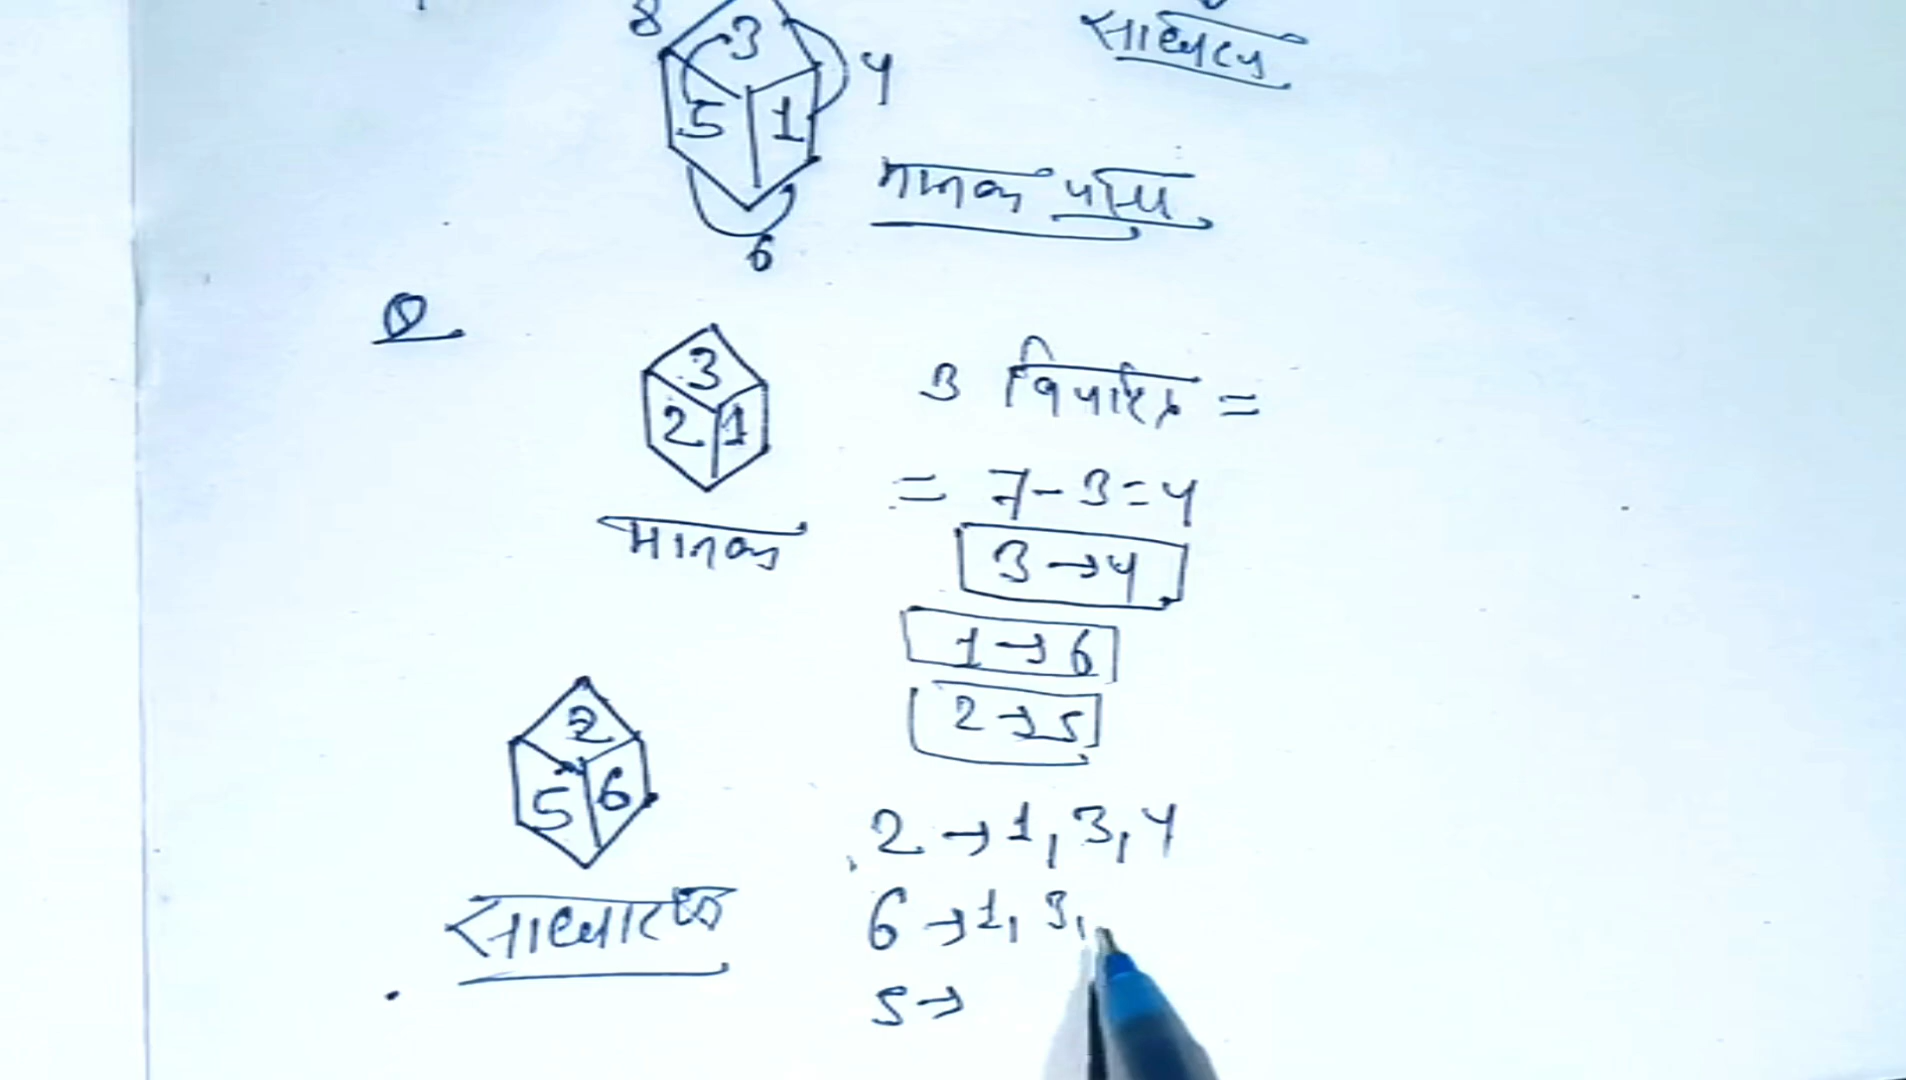 8
3
5 1
4
साधारण
मानक पासा
6
Q
3
2 1
मानक
3 विपरित =
= 7-3=4
3→4
1→6
2→5
2
5 6
साधारण
2→1,3,4
6→1,3,
5→